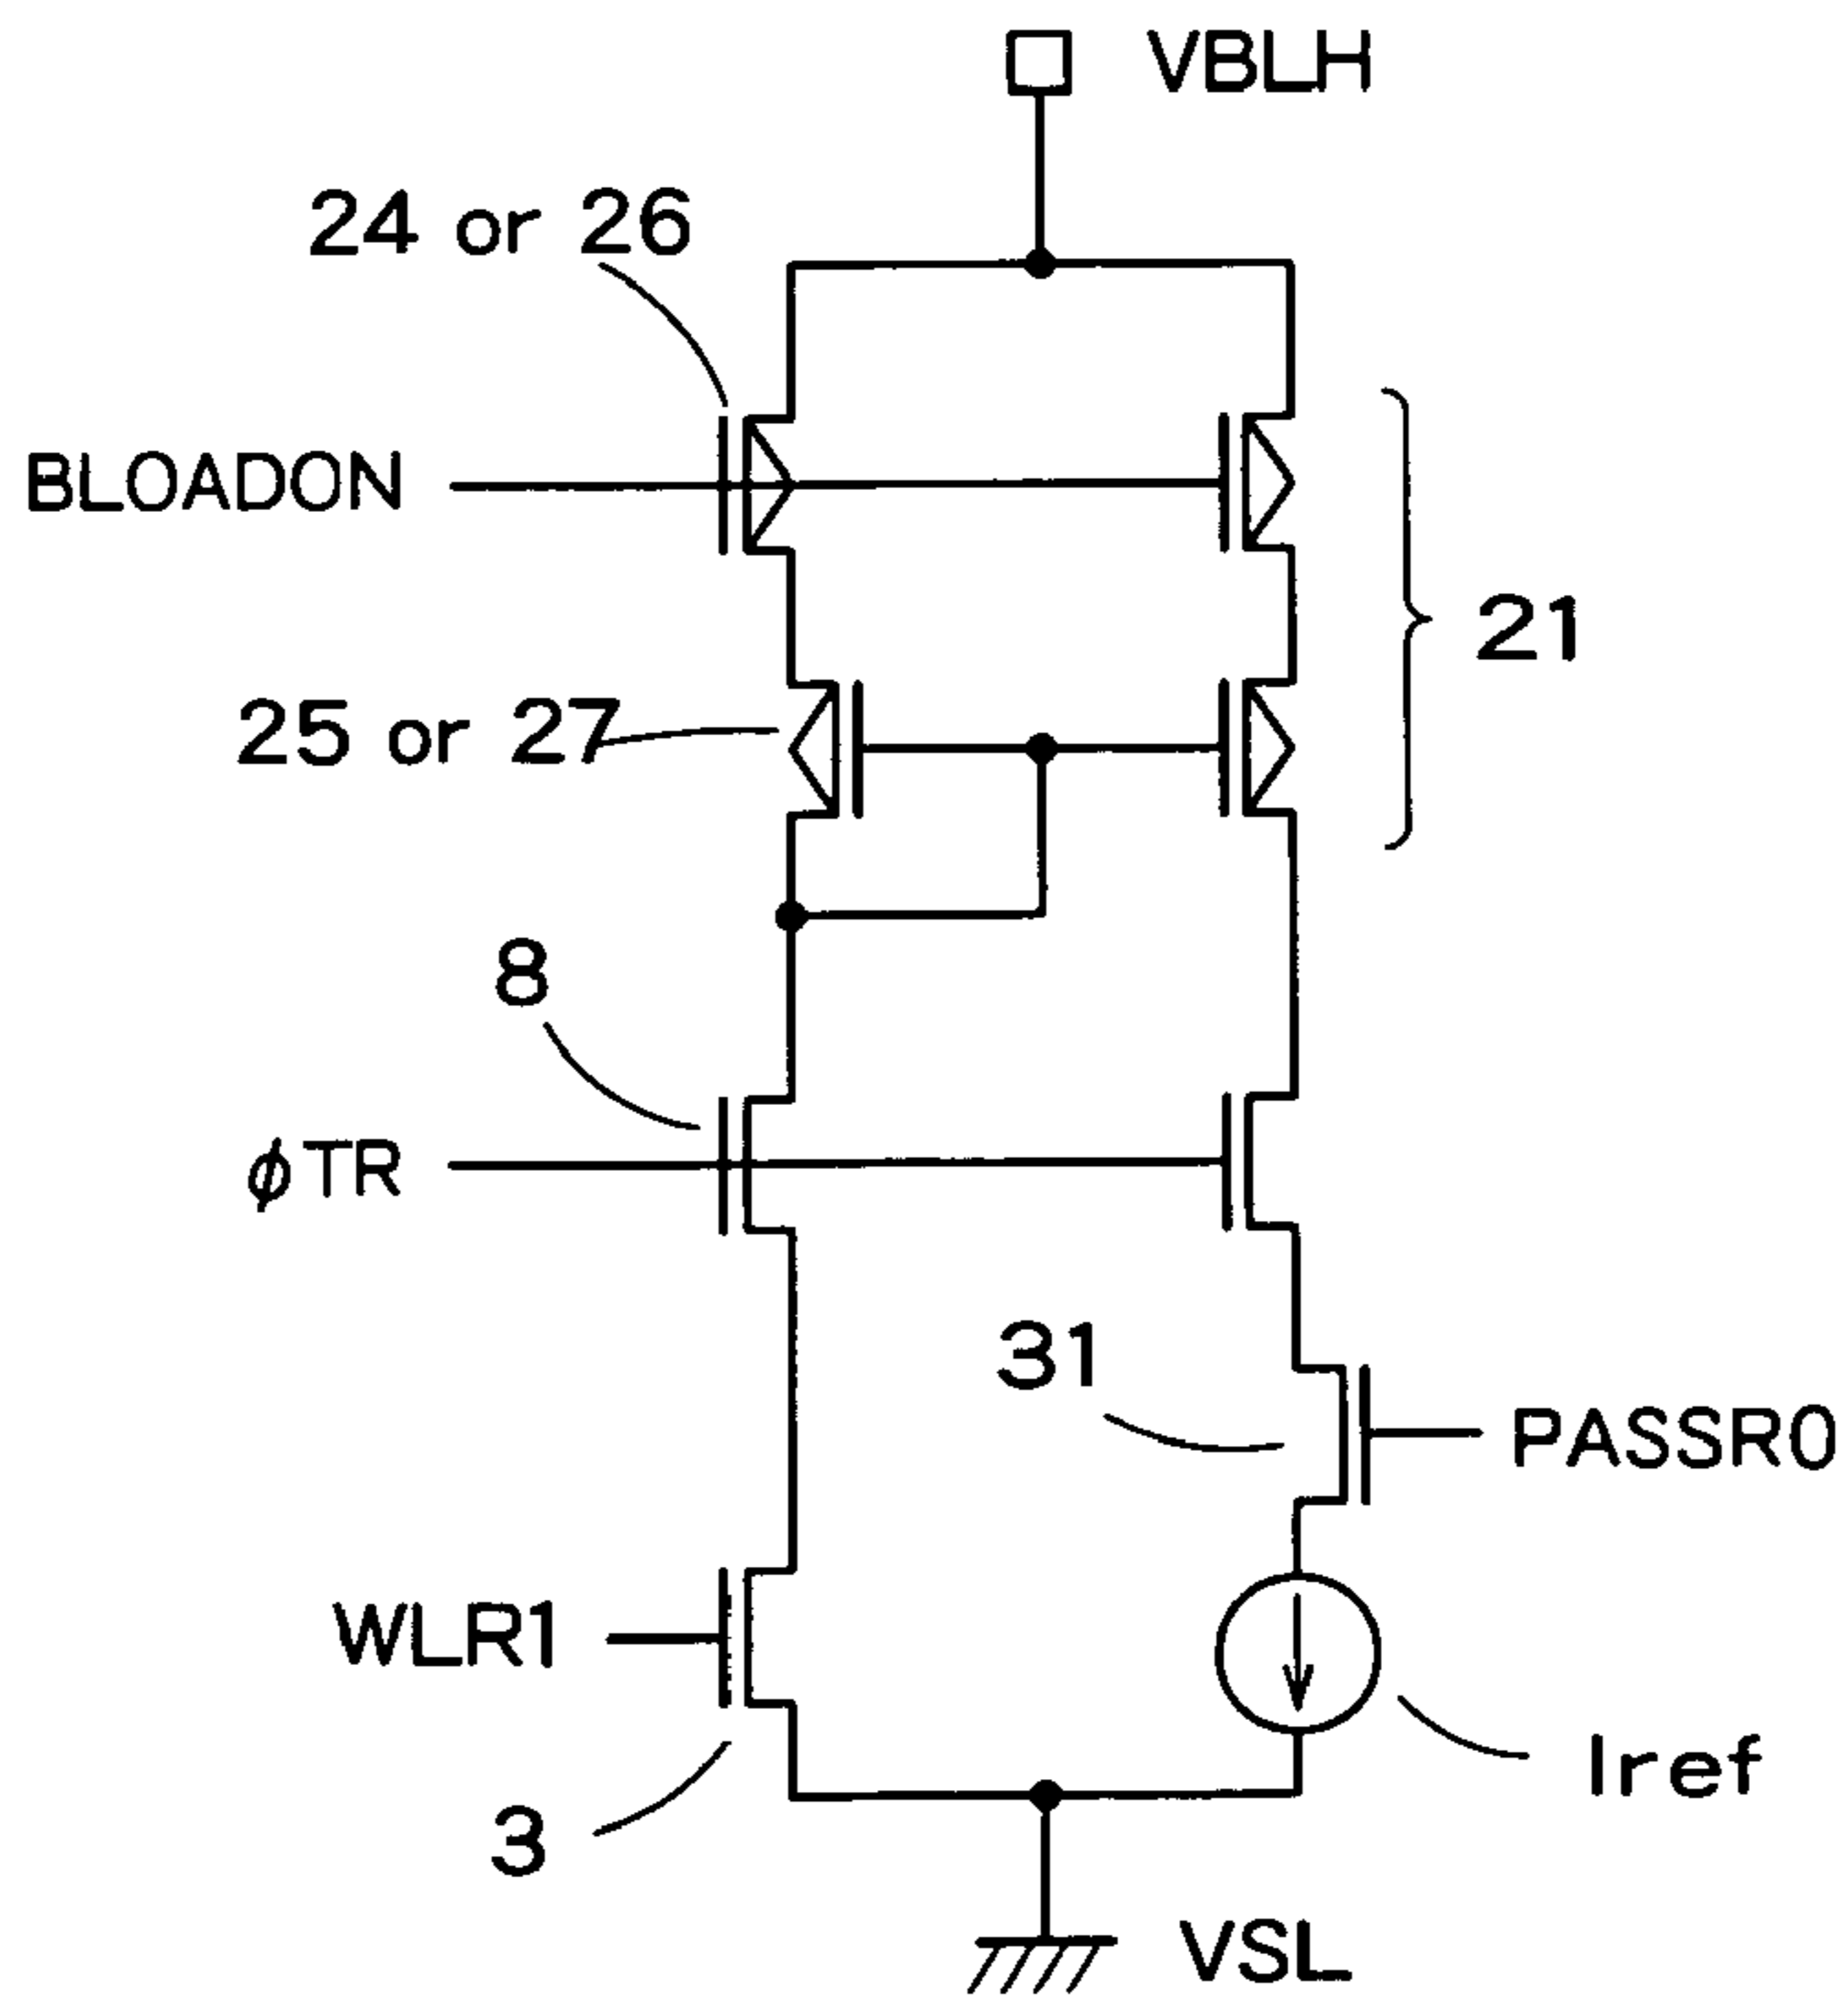 VBLH
24 or 26
BLOADON
21
25 or 27
8
φTR
31
PASSR0
WLR1
Iref
3
VSL